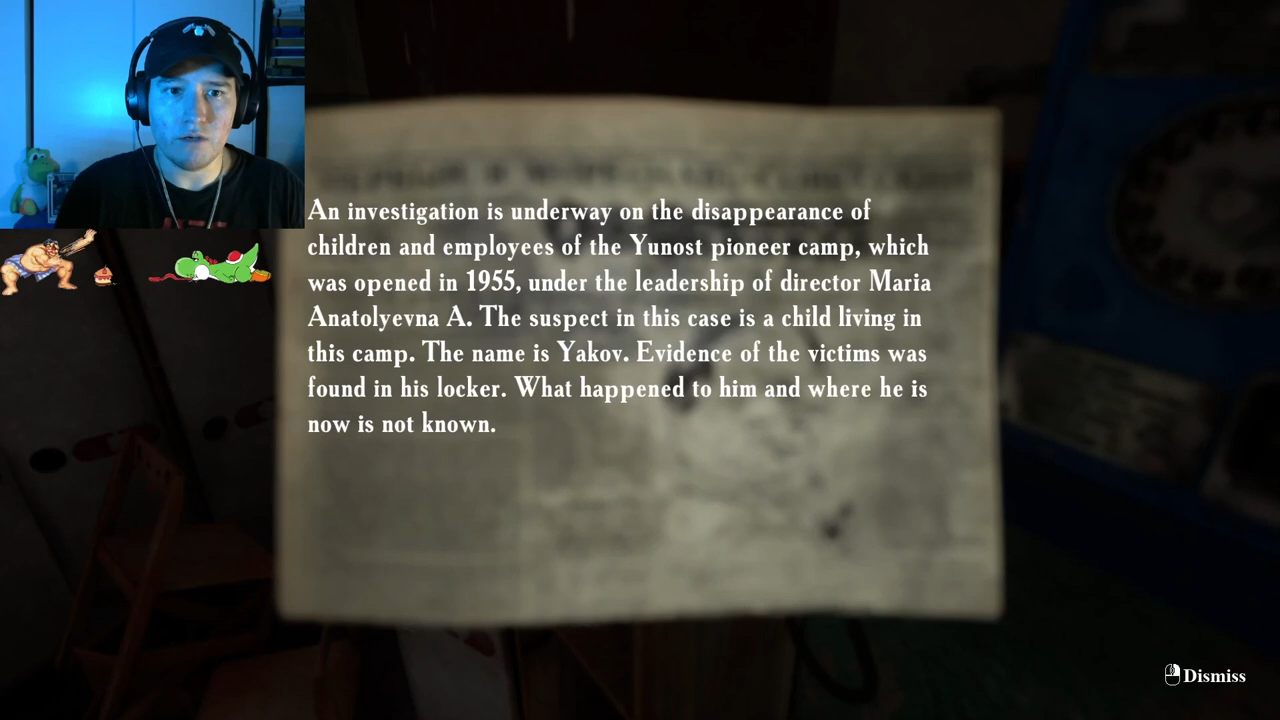 An investigation is underway on the disappearance of
children and employees of the Yunost pioneer camp, which
was opened in 1955, under the leadership of director Maria
Anatolyevna A. The suspect in this case is a child living in
this camp. The name is Yakov. Evidence of the victims was
found in his locker. What happened to him and where he is
now is not known.
Dismiss